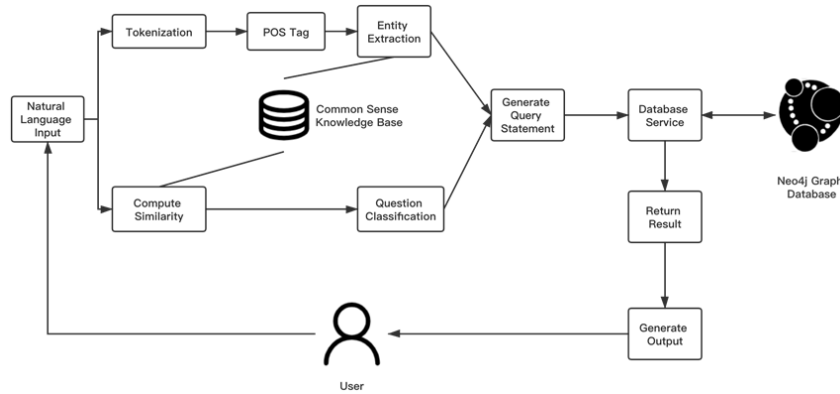 Tokenization
POS Tag
Entity
Extraction
Natural
Language
Input
Common Sense
Knowledge Base
Generate
Query
Statement
Database
Service
Neo4j Graph
Database
Compute
Similarity
Question
Classification
Return
Result
Generate
Output
User